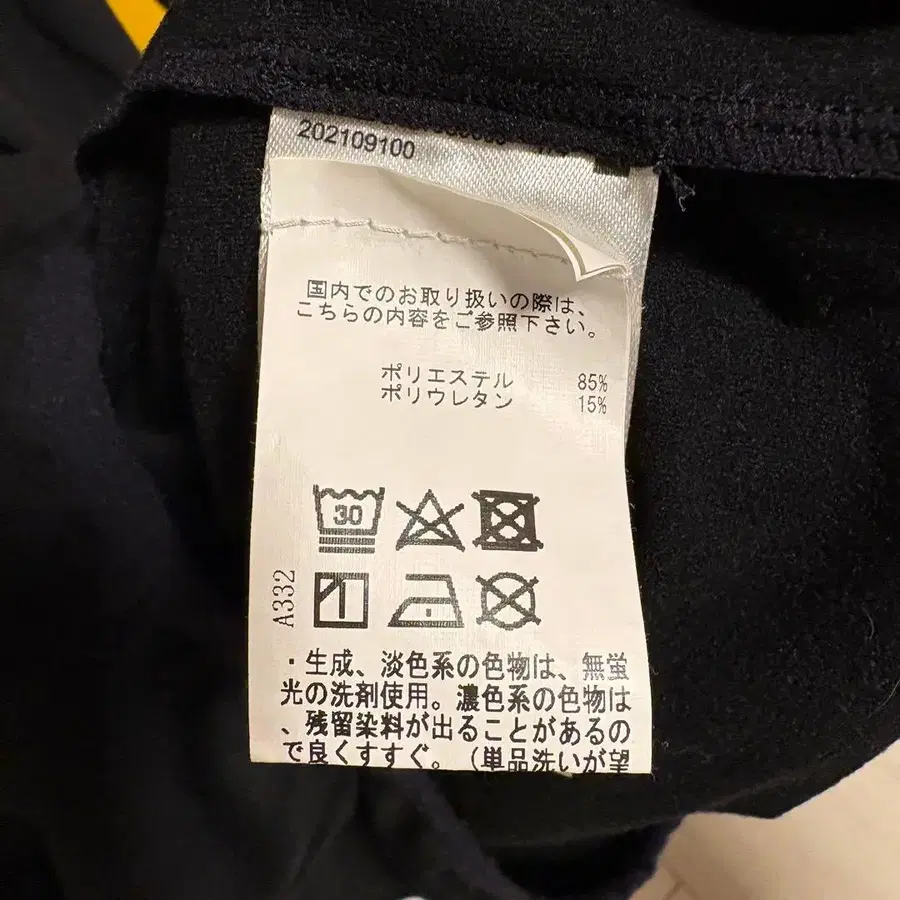 202109100
国内でのお取り扱いの際は、
こちらの内容をご参照下さい。
ポリエステル 85%
ポリウレタン 15%
30
A332
・生成、淡色系の色物は、無蛍
光の洗剤使用。濃色系の色物は
、残留染料が出ることがあるの
で良くすすぐ。（単品洗いが望